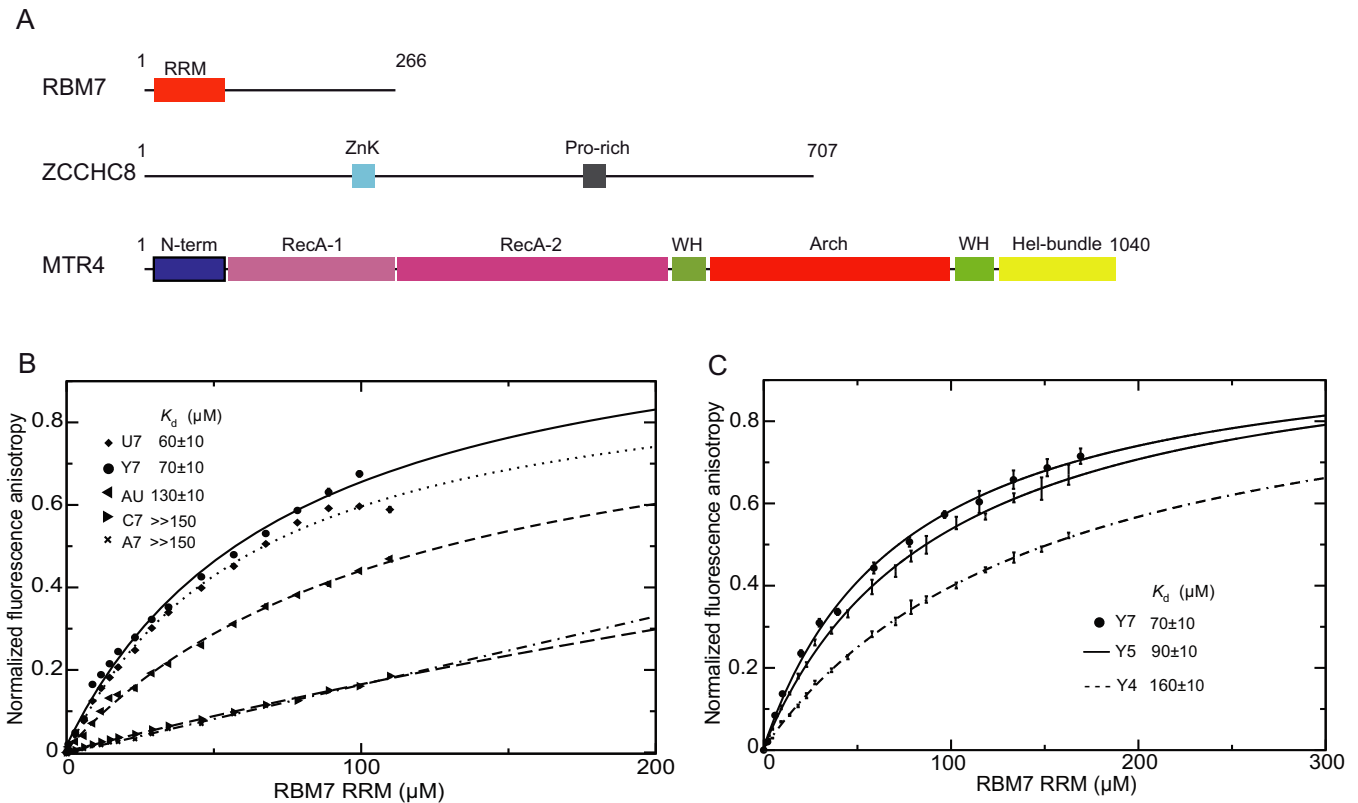 A
1 RRM 266
RBM7
1 ZnK Pro-rich 707
ZCCHC8
1 N-term RecA-1 RecA-2 WH Arch WH Hel-bundle 1040
MTR4
B
Normalized fluorescence anisotropy
0.8
0.6
0.4
0.2
0
Kd (µM)
U7 60±10
Y7 70±10
AU 130±10
C7 >>150
A7 >>150
0 100 200
RBM7 RRM (µM)
C
Normalized fluorescence anisotropy
0.8
0.6
0.4
0.2
0
Kd (µM)
Y7 70±10
Y5 90±10
Y4 160±10
0 100 200 300
RBM7 RRM (µM)